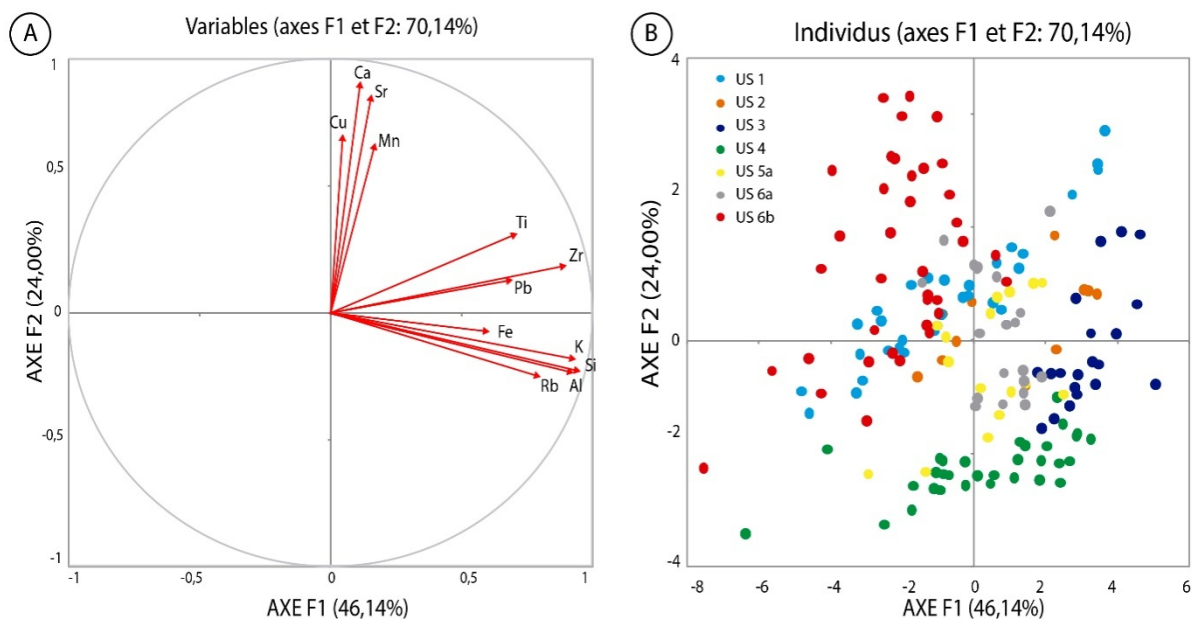 A
Variables (axes F1 et F2: 70,14%)
1
0,5
0
-0,5
-1
AXE F2 (24,00%)
Ca
Sr
Cu
Mn
Ti
Zr
Pb
Fe
K
Si
Rb Al
-1 -0,5 0 0,5 1
AXE F1 (46,14%)
B
Individus (axes F1 et F2: 70,14%)
4
2
0
-2
-4
AXE F2 (24,00%)
US 1
US 2
US 3
US 4
US 5a
US 6a
US 6b
-8 -6 -4 -2 0 2 4 6
AXE F1 (46,14%)